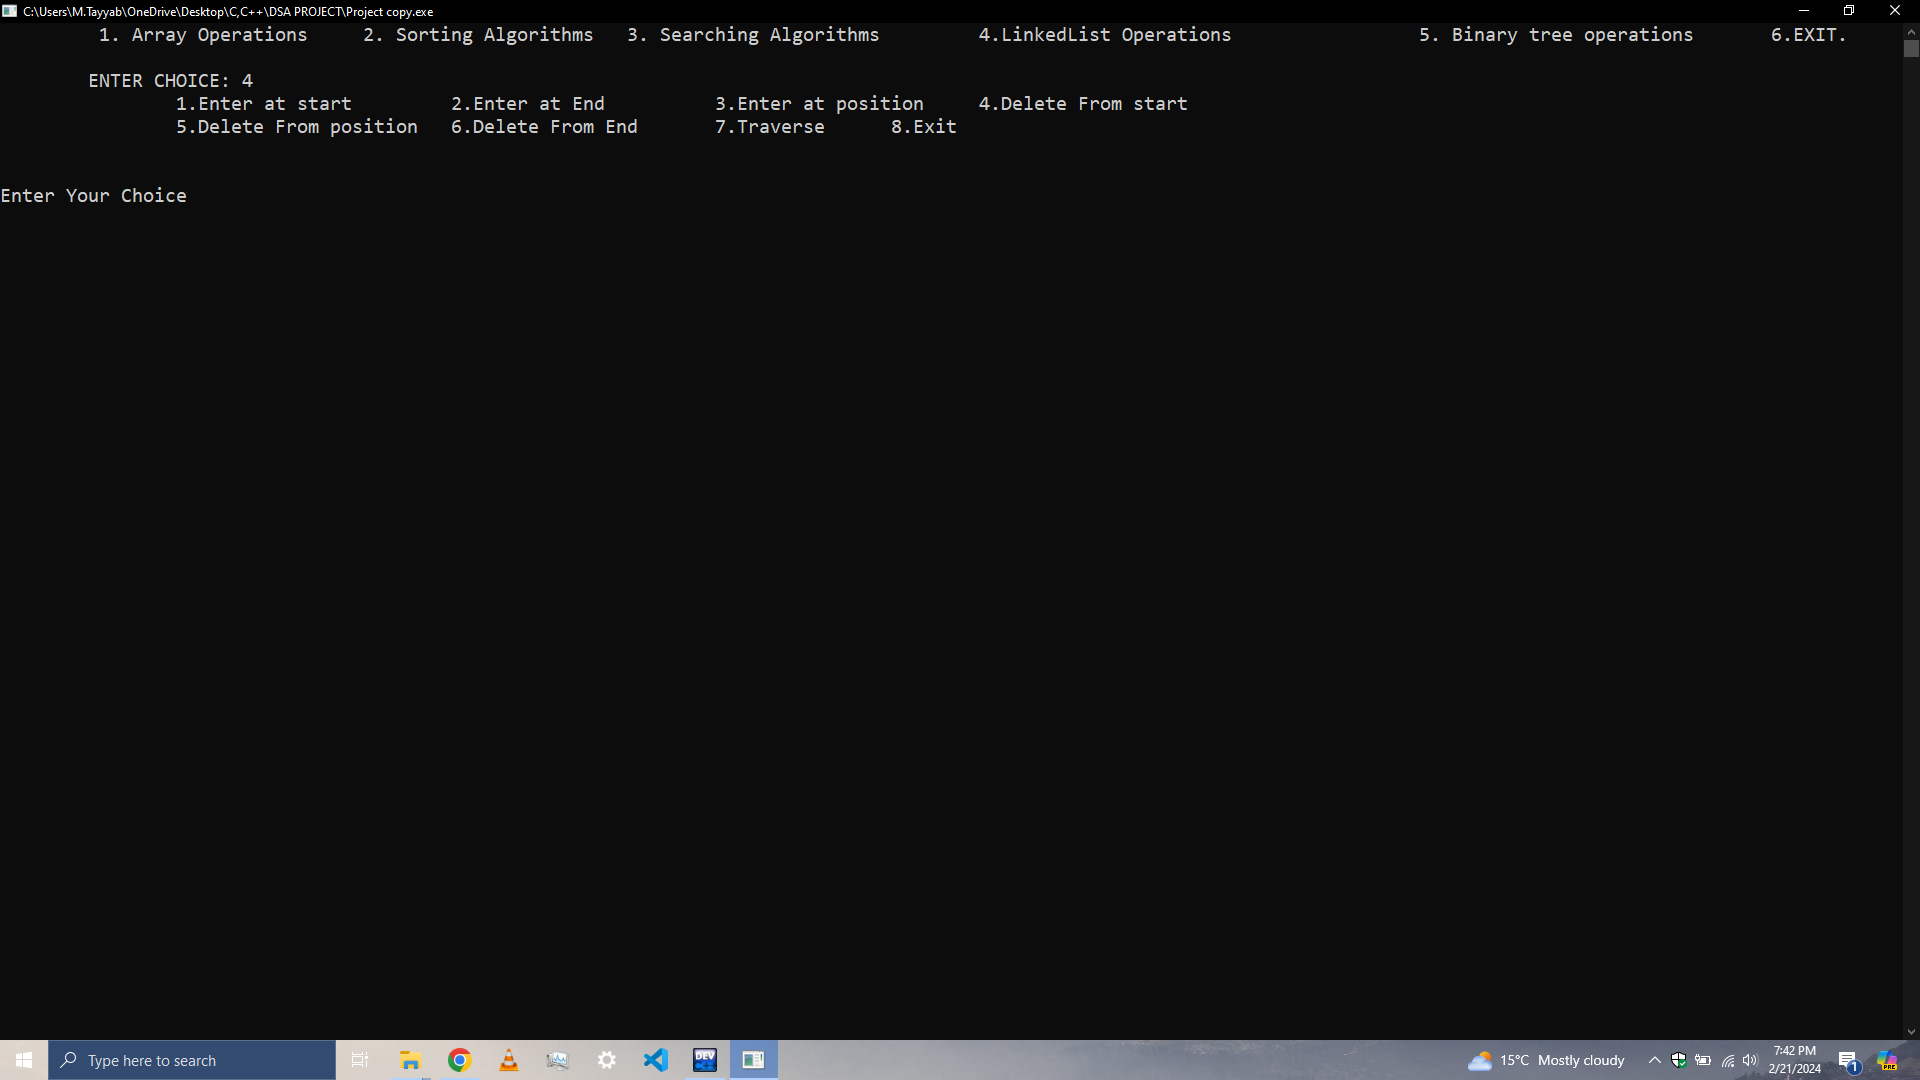 C:\Users\M.Tayyab\OneDrive\Desktop\C,C++\DSA PROJECT\Project copy.exe
1. Array Operations 2. Sorting Algorithms 3. Searching Algorithms 4.LinkedList Operations 5. Binary tree operations 6.EXIT.
ENTER CHOICE: 4
1.Enter at start 2.Enter at End 3.Enter at position 4.Delete From start
5.Delete From position 6.Delete From End 7.Traverse 8.Exit
Enter Your Choice
Type here to search
DEV
15°C Mostly cloudy
7:42 PM
2/21/2024
1
PRE